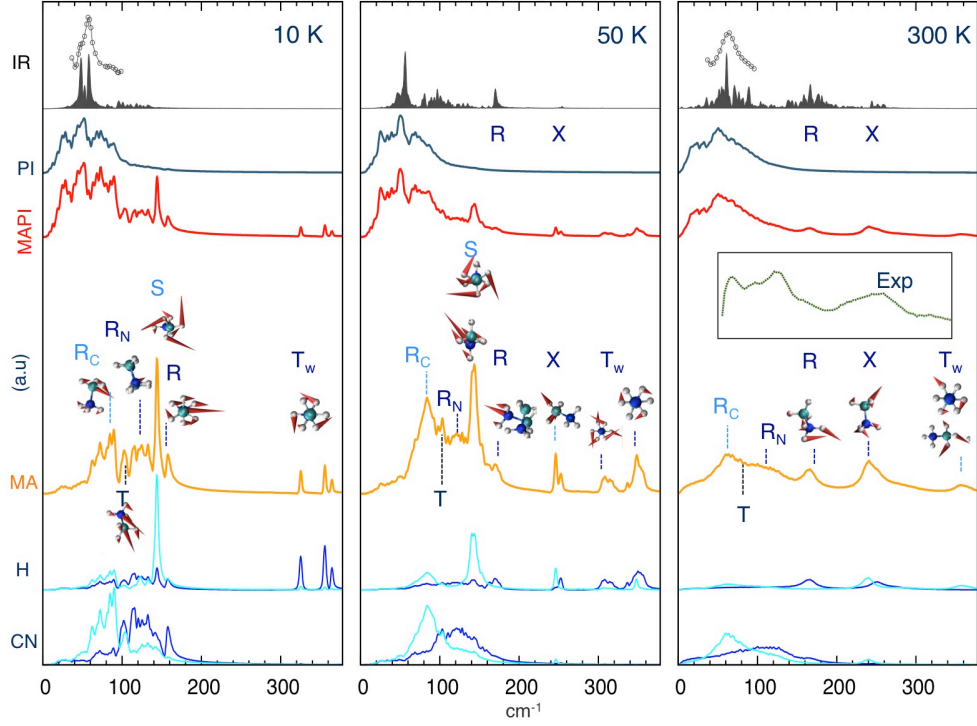 10 K
50 K
300 K
IR
PI
R X
R X
MAPI
S
Exp
S
R_N
R_C
R
T_w
(a.u)
R_C
R_N
R
X
T_w
R
X
T_w
R_C
R_N
MA
T
T
T
H
CN
0 100 200 300
0 100 200 300
0 100 200 300
cm⁻¹